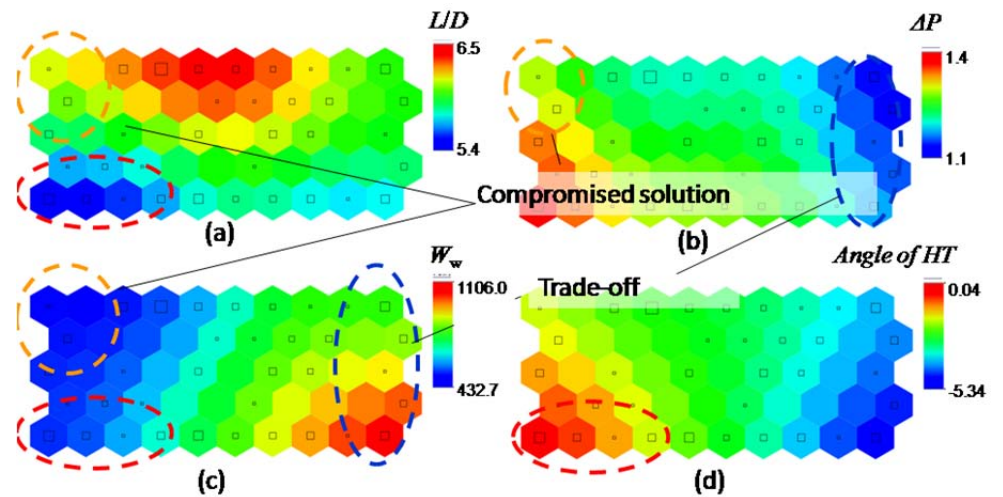 L/D
6.5
5.4
(a)
ΔP
1.4
1.1
(b)
Compromised solution
Trade-off
Ww
1106.0
432.7
(c)
Angle of HT
0.04
-5.34
(d)